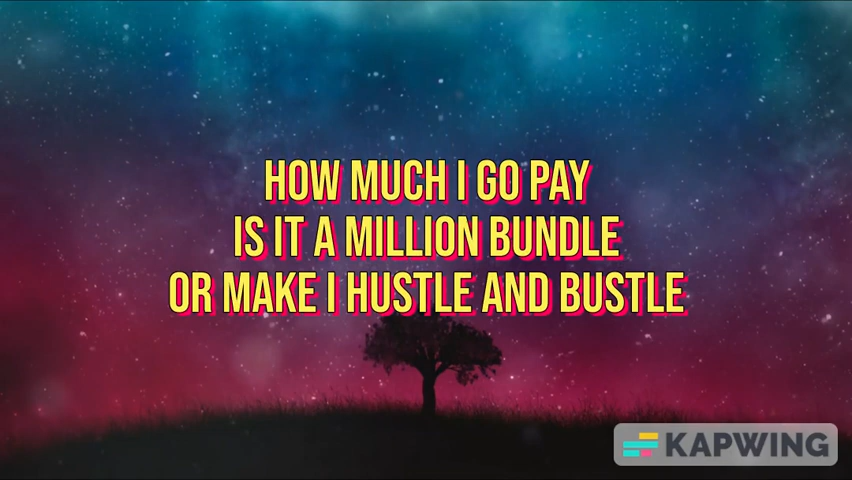 HOW MUCH I GO PAY
IS IT A MILLION BUNDLE
OR MAKE I HUSTLE AND BUSTLE
KAPWING